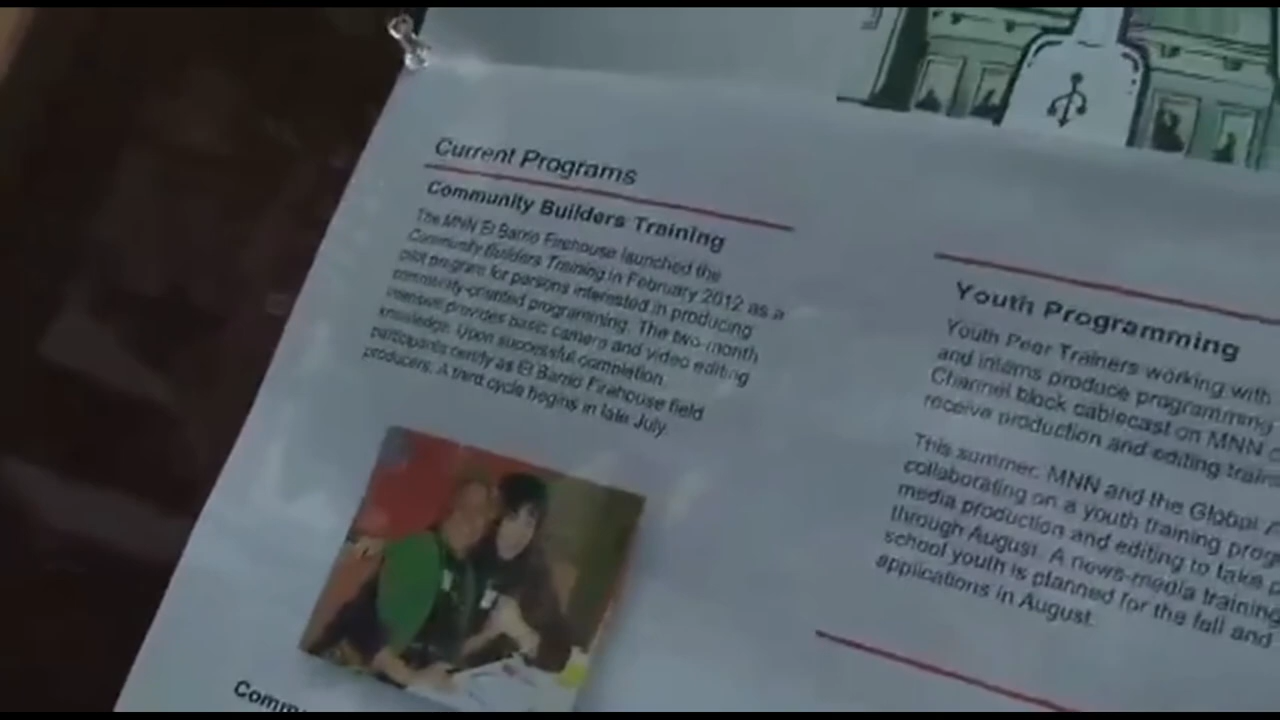 Current Programs
Community Builders Training
The MNN El Barrio Firehouse launched the
Community Builders Training in February 2012 as a
pilot program for persons interested in producing
community-oriented programming. The two-month
intensive provides basic camera and video editing
knowledge. Upon successful completion
participants certify as El Barrio Firehouse field
producers. A third cycle begins in late July.
Youth Programming
Youth Peer Trainers working with
and interns produce programming
Channel block cablecast on MNN
receive production and editing
This summer, MNN and the Global
collaborating on a youth training
media production and editing to take
through August. A news-media training
school youth is planned for the fall and
applications in August.